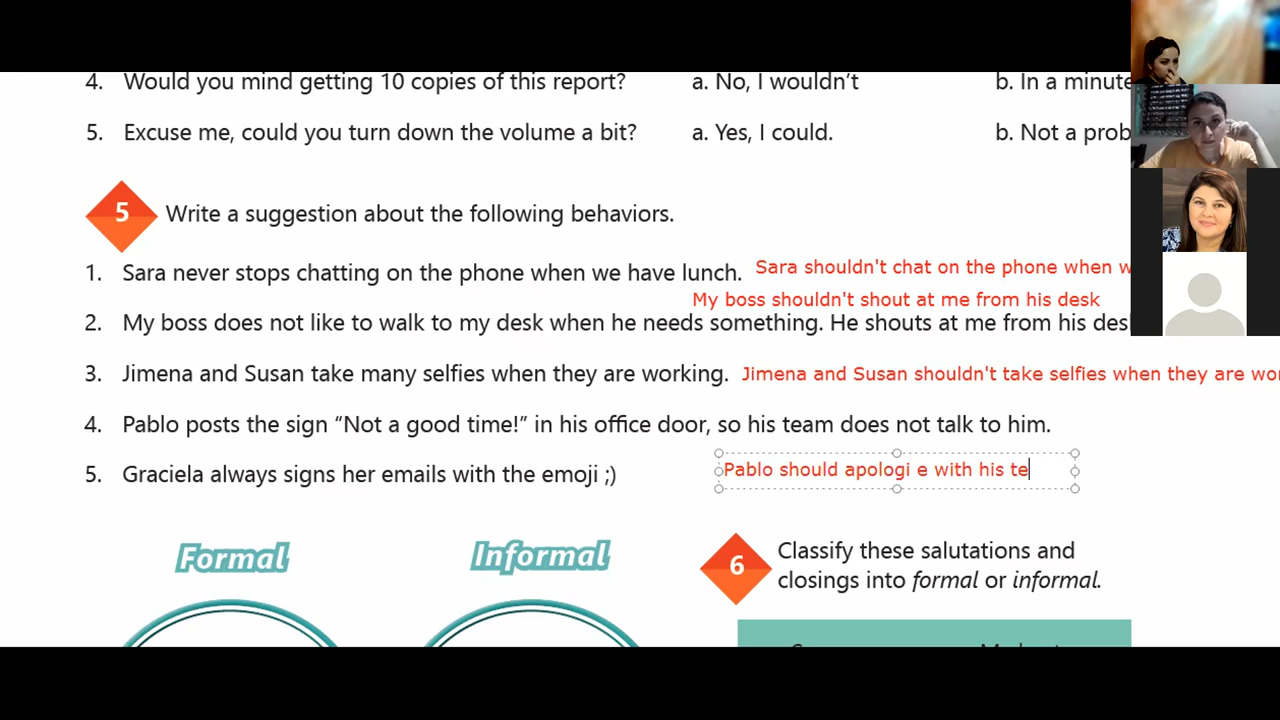 4. Would you mind getting 10 copies of this report? a. No, I wouldn't b. In a minute
5. Excuse me, could you turn down the volume a bit? a. Yes, I could. b. Not a prob
5 Write a suggestion about the following behaviors.
1. Sara never stops chatting on the phone when we have lunch. Sara shouldn't chat on the phone when w
My boss shouldn't shout at me from his desk
2. My boss does not like to walk to my desk when he needs something. He shouts at me from his des
3. Jimena and Susan take many selfies when they are working. Jimena and Susan shouldn't take selfies when they are wor
4. Pablo posts the sign “Not a good time!” in his office door, so his team does not talk to him.
Pablo should apologi e with his te
5. Graciela always signs her emails with the emoji ;)
Formal Informal
6 Classify these salutations and
closings into formal or informal.